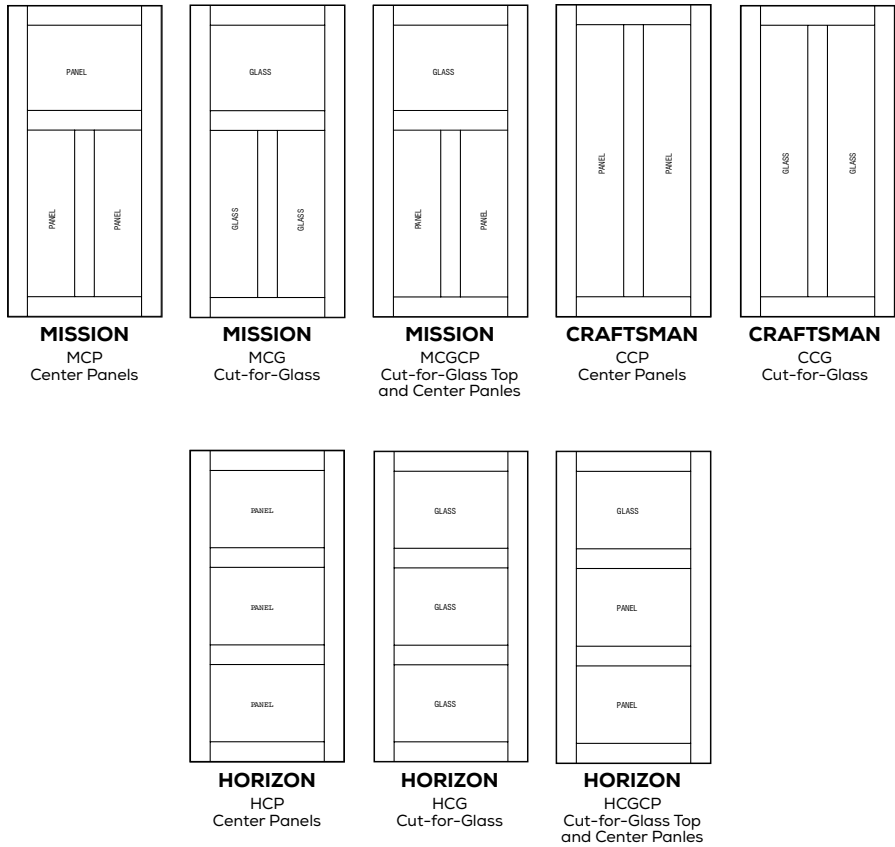 PANEL
PANEL
PANEL
MISSION
MCP
Center Panels
GLASS
GLASS
GLASS
MISSION
MCG
Cut-for-Glass
GLASS
PANEL
PANEL
MISSION
MCGCP
Cut-for-Glass Top
and Center Panles
PANEL
PANEL
CRAFTSMAN
CCP
Center Panels
GLASS
GLASS
CRAFTSMAN
CCG
Cut-for-Glass
PANEL
PANEL
PANEL
HORIZON
HCP
Center Panels
GLASS
GLASS
GLASS
HORIZON
HCG
Cut-for-Glass
GLASS
PANEL
PANEL
HORIZON
HCGCP
Cut-for-Glass Top
and Center Panles